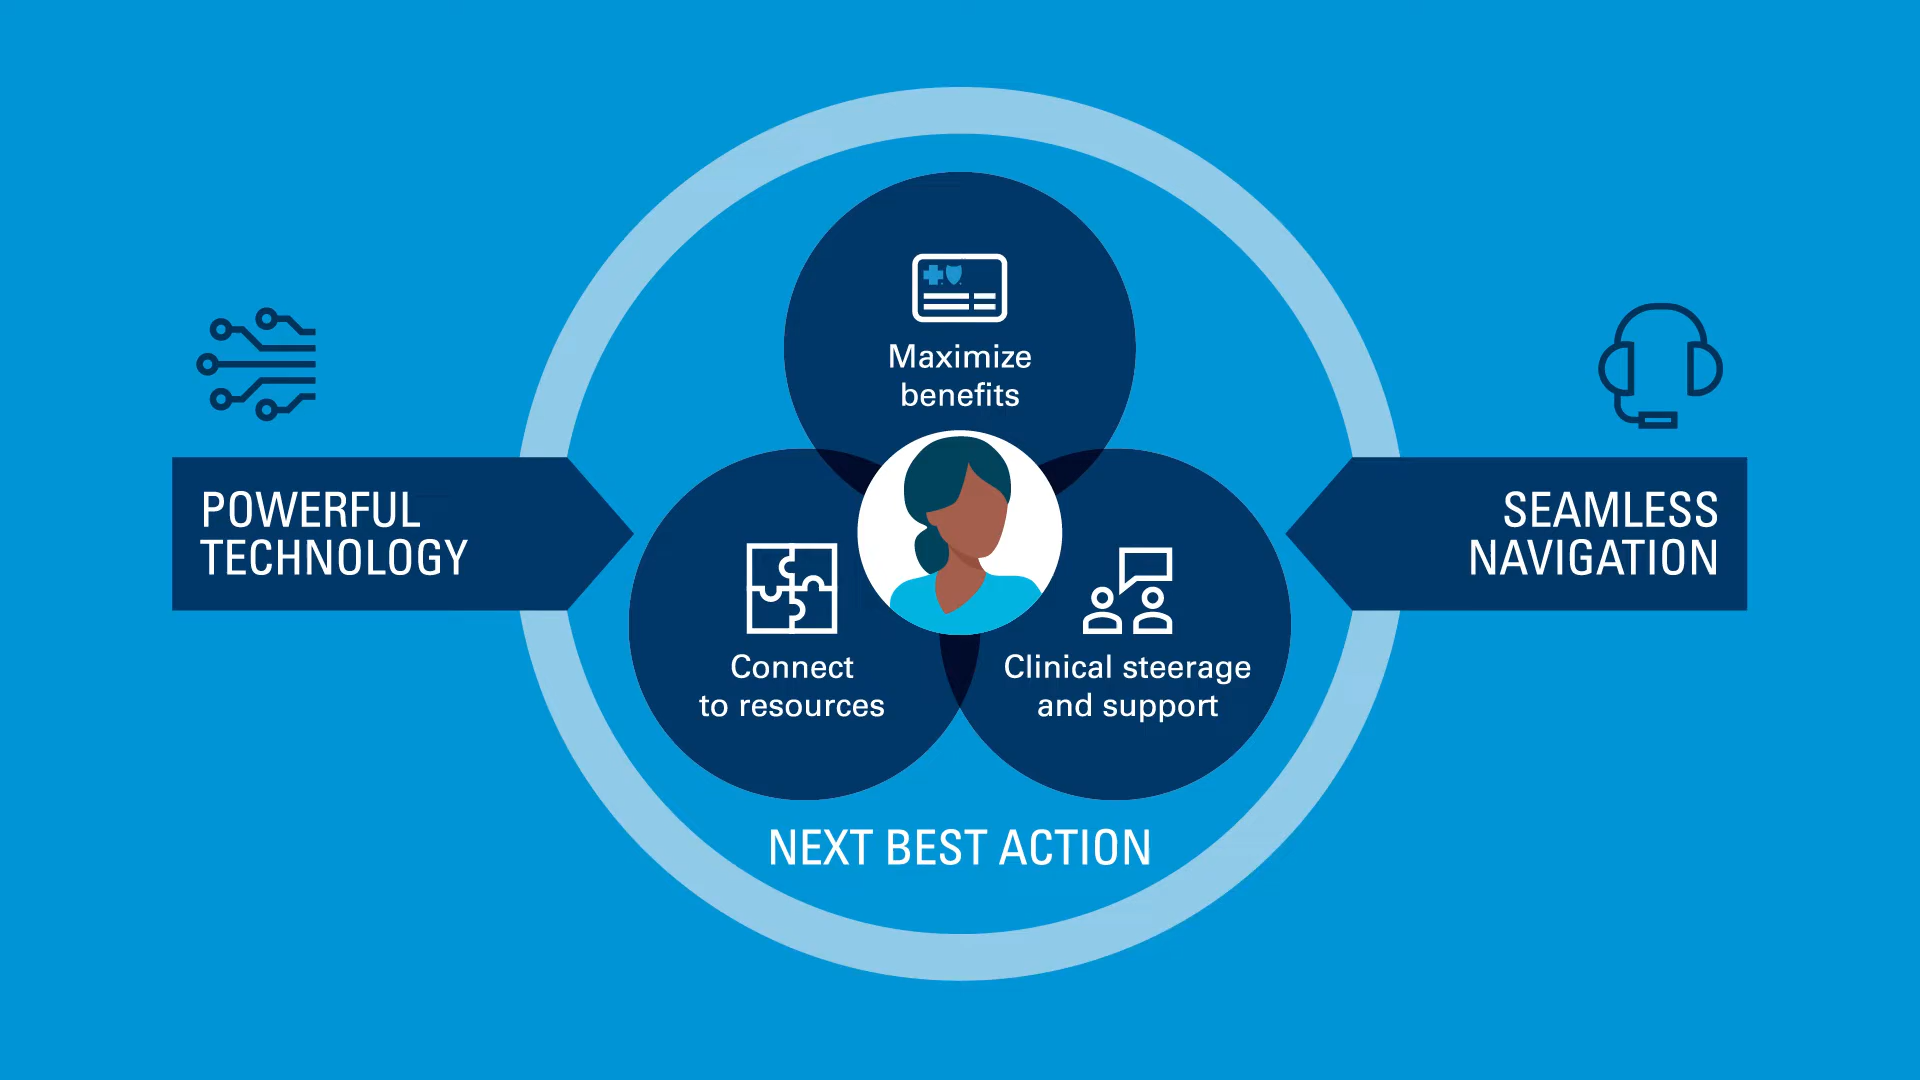 Maximize
benefits
POWERFUL
TECHNOLOGY
SEAMLESS
NAVIGATION
Connect
to resources
Clinical steerage
and support
NEXT BEST ACTION